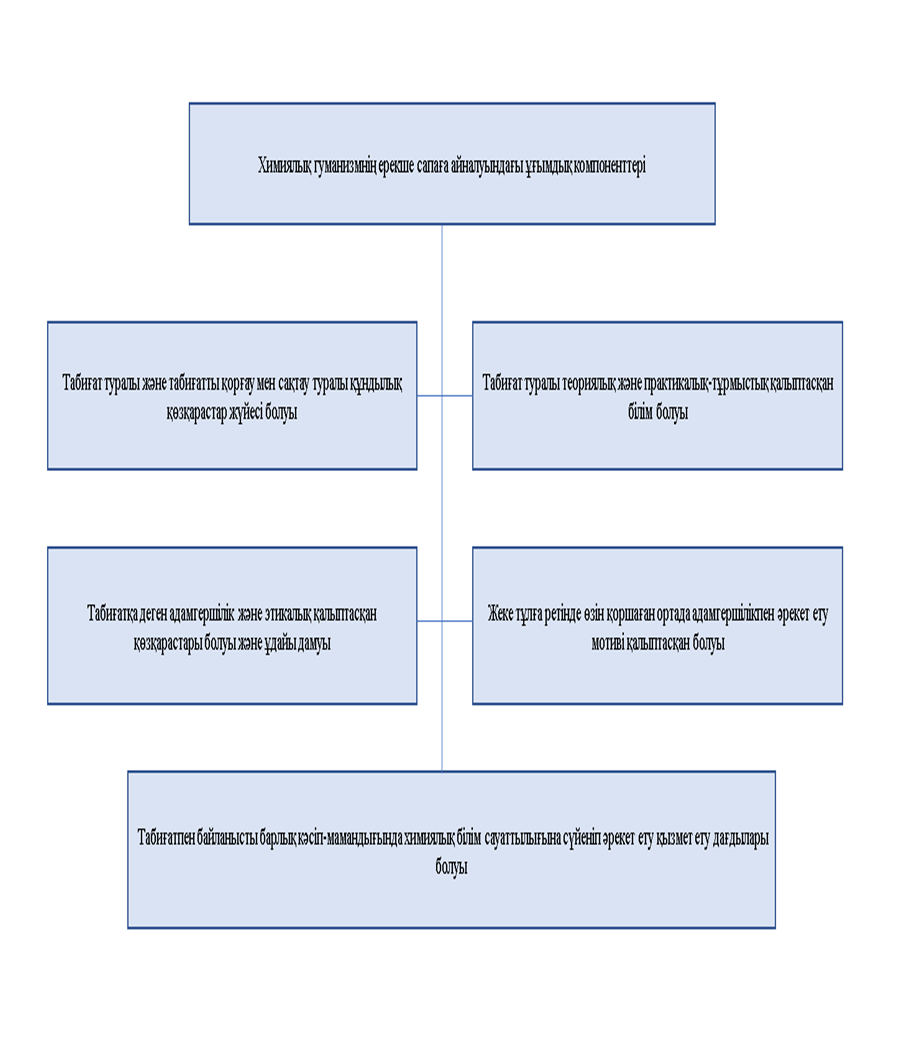 Химиялық гуманизмнің ерекше сапаға айналуындағы ұғымдық компоненттері
Табиғат туралы және табиғатты қорғау мен сақтау туралы құндылық
қөзқарастар жүйесі болуы
Табиғат туралы теориялық және практикалық-тұрмыстық қалыптасқан
білім болуы
Табиғатқа деген адамгершілік және этикалық қалыптасқан
қөзқарастары болуы және ұдайы дамуы
Жеке тұлға ретінде өзін қоршаған ортада адамгершілікпен әрекет ету
мотиві қалыптасқан болуы
Табиғатпен байланысты барлық кәсіп-мамандығында химиялық білім сауаттылығына сүйеніп әрекет ету қызмет ету дағдылары
болуы